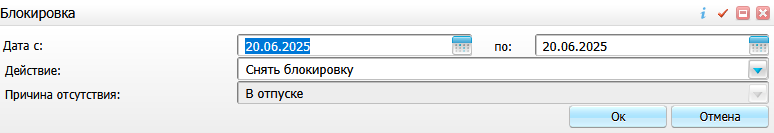 Блокировка
Дата с: 20.06.2025 по: 20.06.2025
Действие: Снять блокировку
Причина отсутствия: В отпуске
Ок Отмена